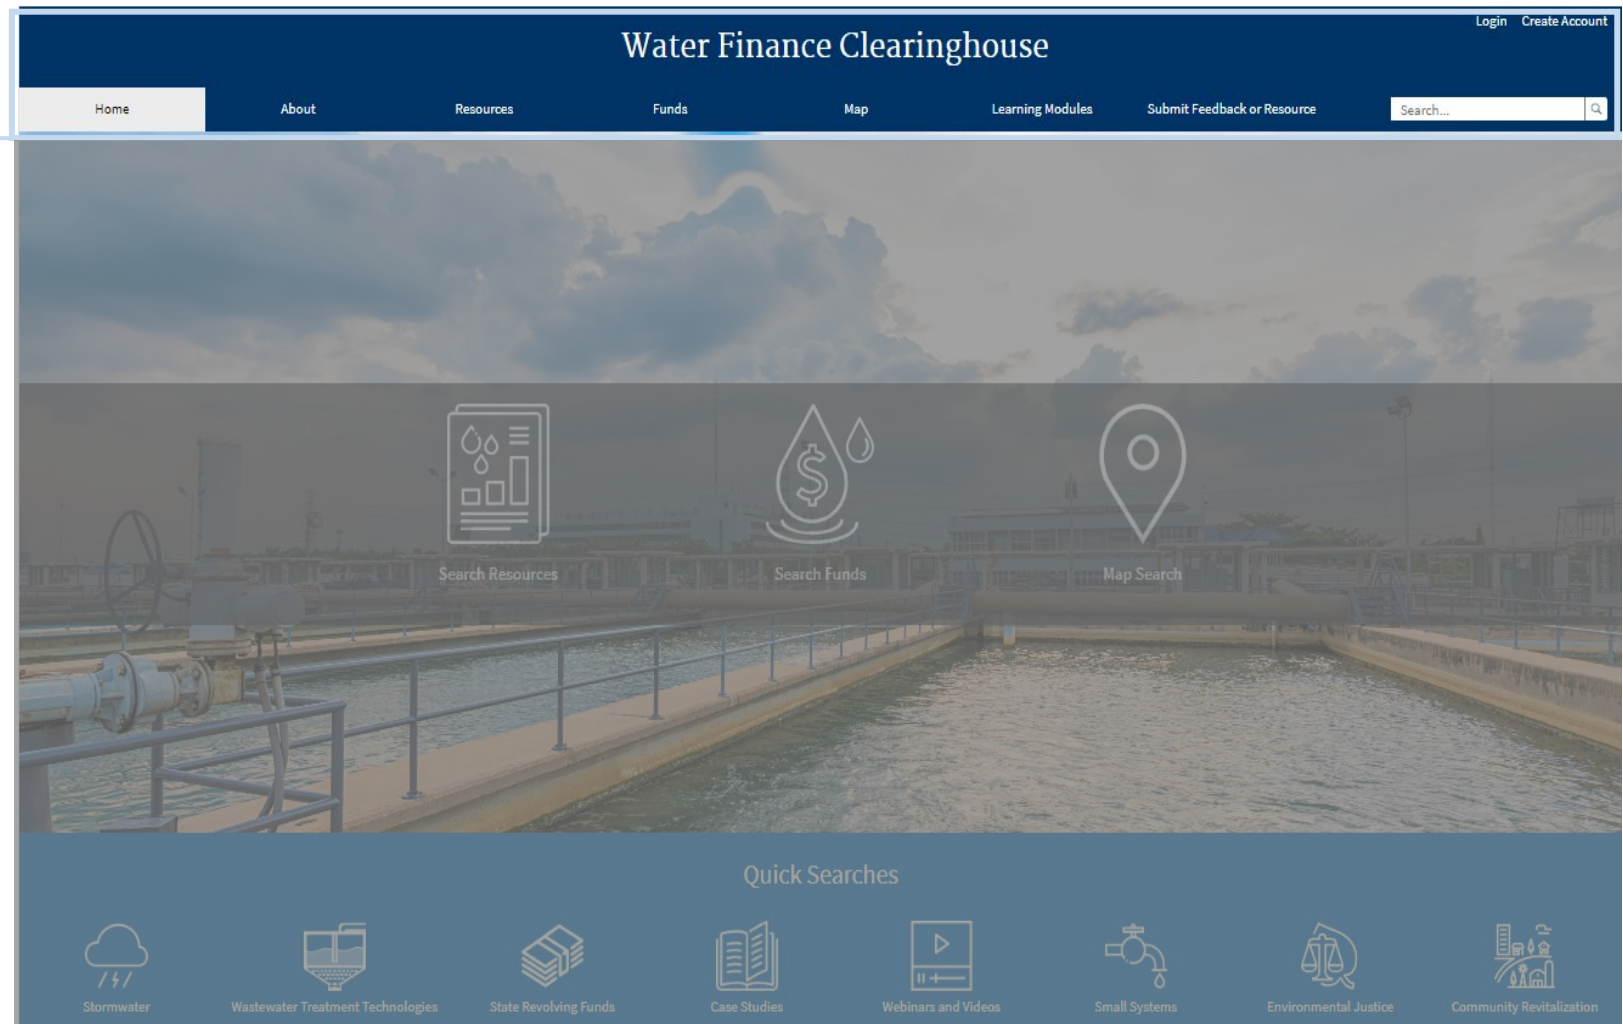 Login Create Account
Water Finance Clearinghouse
Home About Resources Funds Map Learning Modules Submit Feedback or Resource Search...
Search Resources Search Funds Map Search
Quick Searches
Stormwater Wastewater Treatment Technologies State Revolving Funds Case Studies Webinars and Videos Small Systems Environmental Justice Community Revitalization